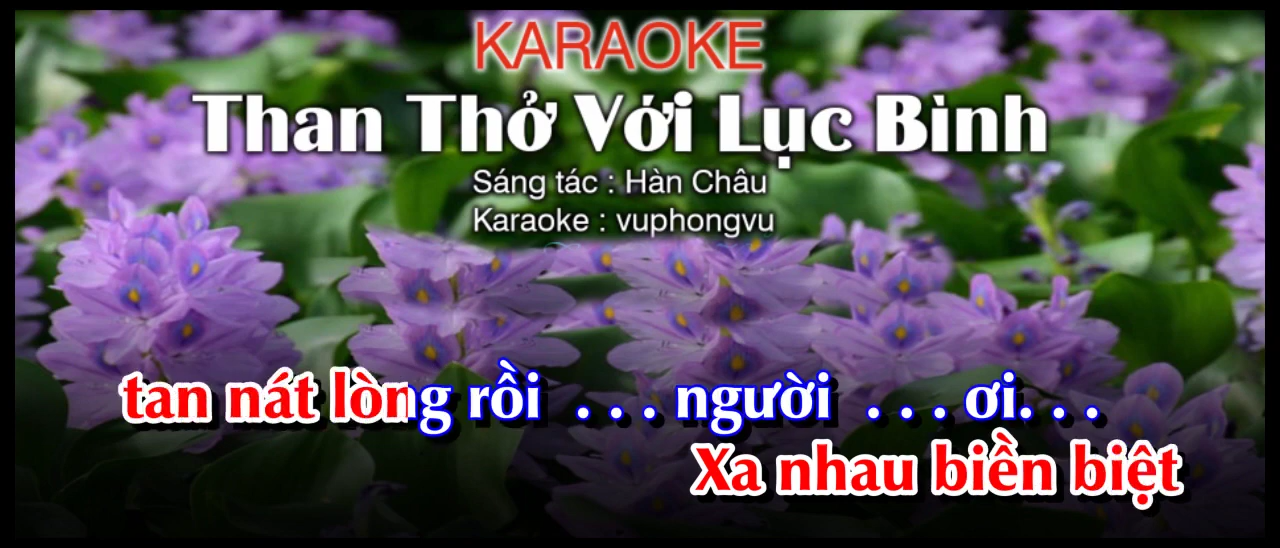 KARAOKE
Than Thở Với Lục Bình
Sáng tác : Hàn Châu
Karaoke : vuphongvu
tan nát lòng rồi . . . người . . . ơi. . .
Xa nhau biền biệt